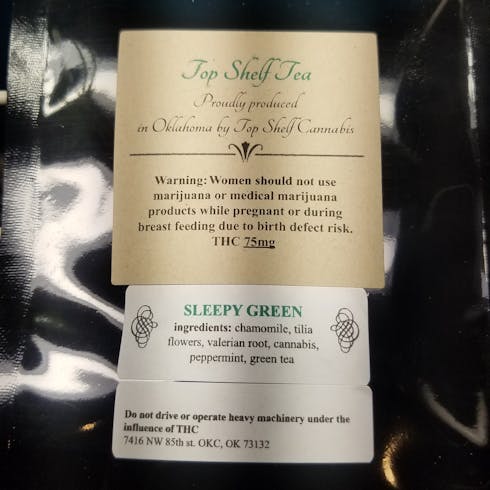 Top Shelf Tea
Proudly produced
in Oklahoma by Top Shelf Cannabis
Warning: Women should not use
marijuana or medical marijuana
products while pregnant or during
breast feeding due to birth defect risk.
THC 75mg
SLEEPY GREEN
ingredients: chamomile, tilia
flowers, valerian root, cannabis,
peppermint, green tea
Do not drive or operate heavy machinery under the
influence of THC
7416 NW 85th st. OKC, OK 73132